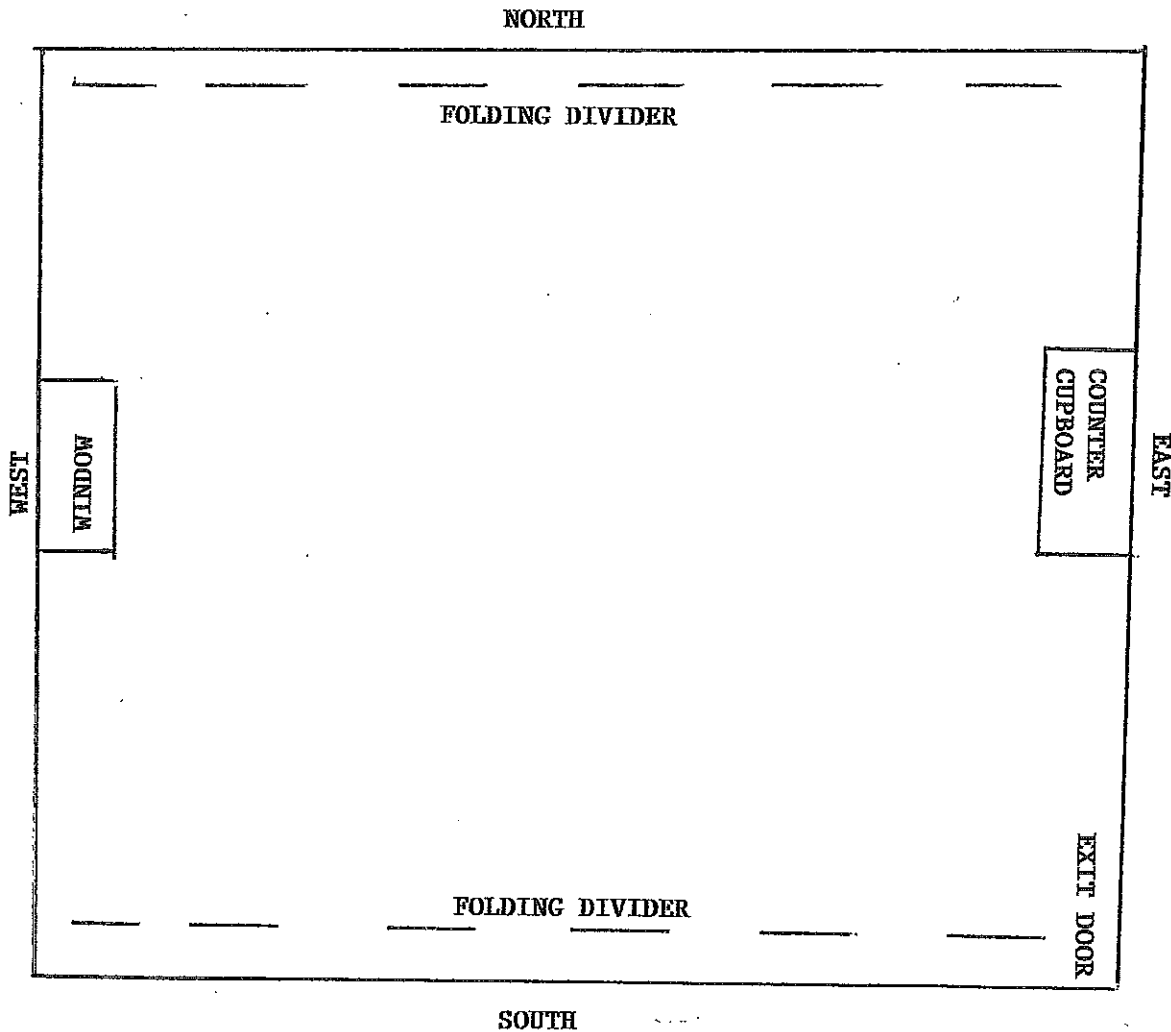 NORTH
FOLDING DIVIDER
COUNTER
CUPBOARD
EAST
WINDOW
WEST
EXIT DOOR
FOLDING DIVIDER
SOUTH